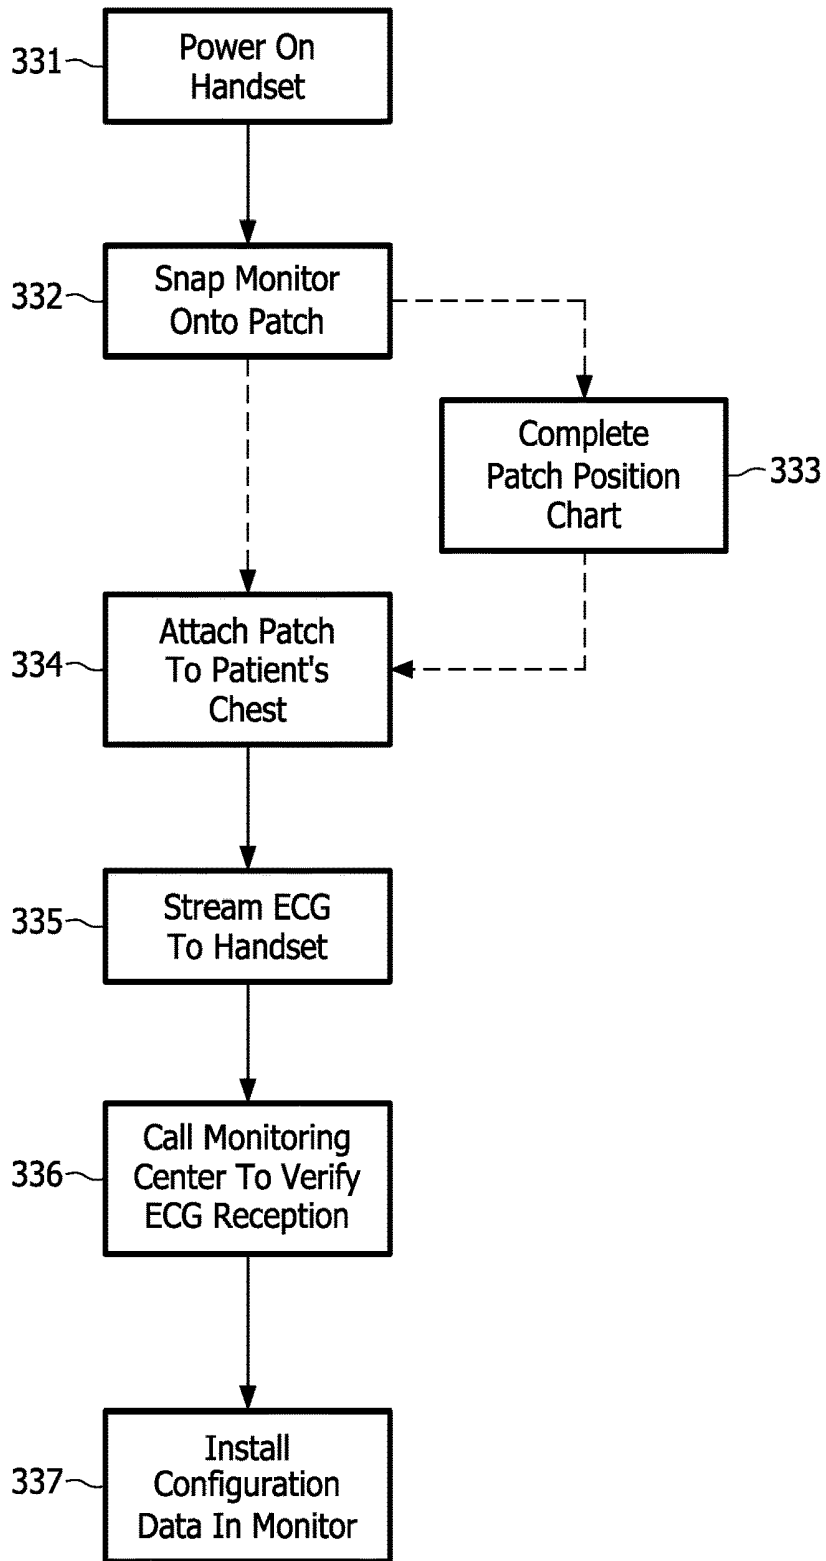 331
Power On
Handset
332
Snap Monitor
Onto Patch
Complete
Patch Position
Chart
333
334
Attach Patch
To Patient's
Chest
335
Stream ECG
To Handset
336
Call Monitoring
Center To Verify
ECG Reception
337
Install
Configuration
Data In Monitor